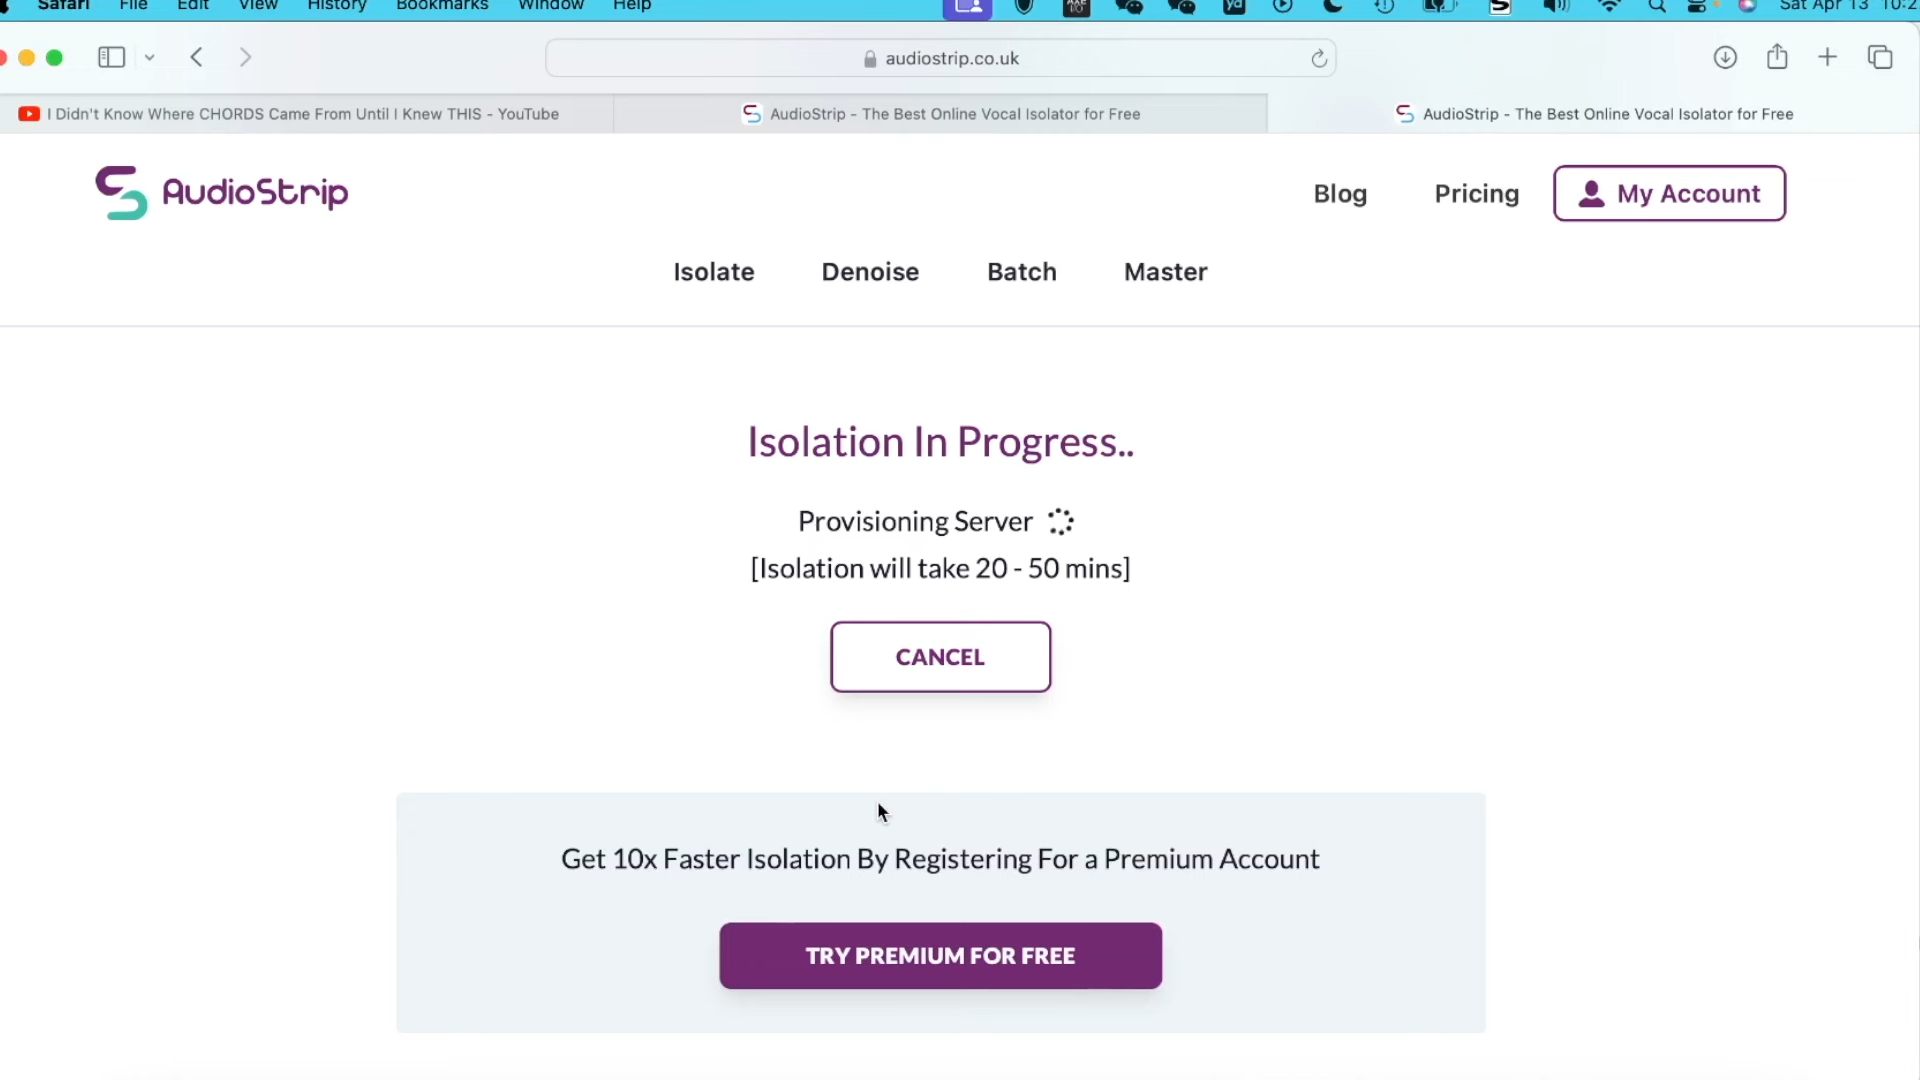 Safari File Edit View History Bookmarks Window Help Sat Apr 13 10:2
audiostrip.co.uk
I Didn't Know Where CHORDS Came From Until I Knew THIS - YouTube
AudioStrip - The Best Online Vocal Isolator for Free
AudioStrip - The Best Online Vocal Isolator for Free
AudioStrip
Blog Pricing My Account
Isolate Denoise Batch Master
Isolation In Progress..
Provisioning Server
[Isolation will take 20 - 50 mins]
CANCEL
Get 10x Faster Isolation By Registering For a Premium Account
TRY PREMIUM FOR FREE